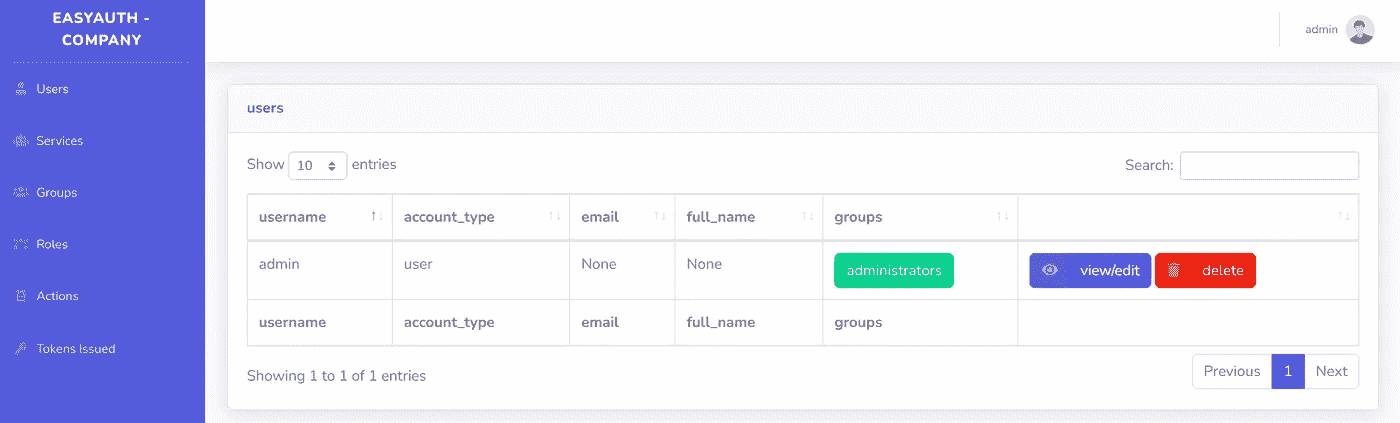 EASYAUTH -
COMPANY
Users
Services
Groups
Roles
Actions
Tokens Issued
admin
users
Show 10 entries
Search:
username account_type email full_name groups
admin user None None administrators view/edit delete
username account_type email full_name groups
Showing 1 to 1 of 1 entries
Previous 1 Next